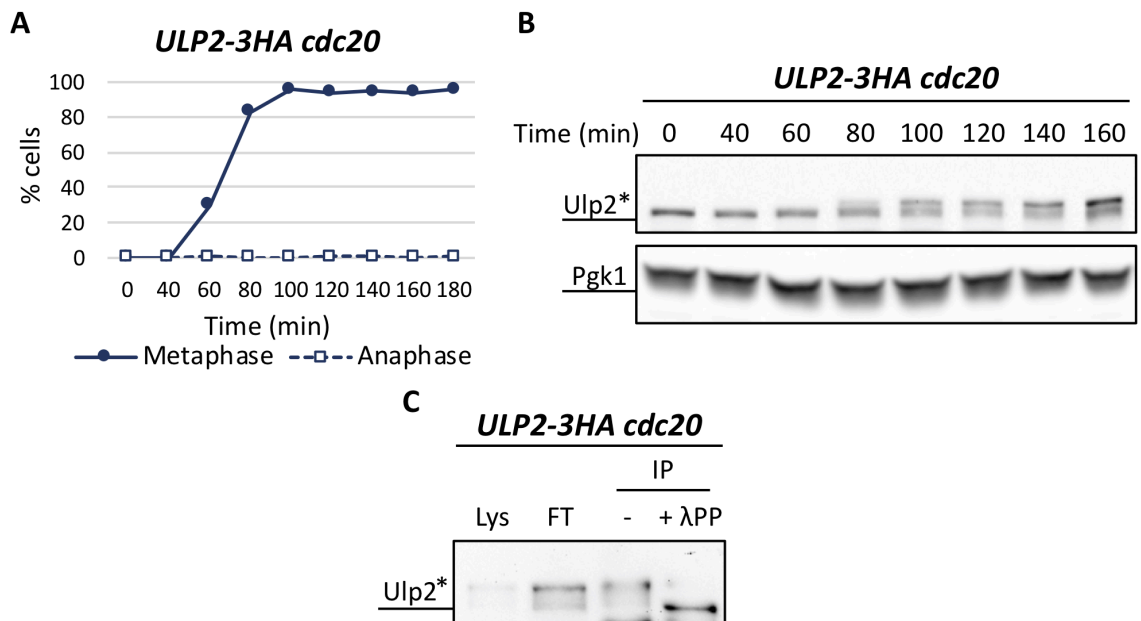 A
ULP2-3HA cdc20
100
80
60
40
20
0
% cells
0 40 60 80 100 120 140 160 180
Time (min)
Metaphase Anaphase
B
ULP2-3HA cdc20
Time (min) 0 40 60 80 100 120 140 160
Ulp2*
Pgk1
C
ULP2-3HA cdc20
IP
Lys FT - + λPP
Ulp2*